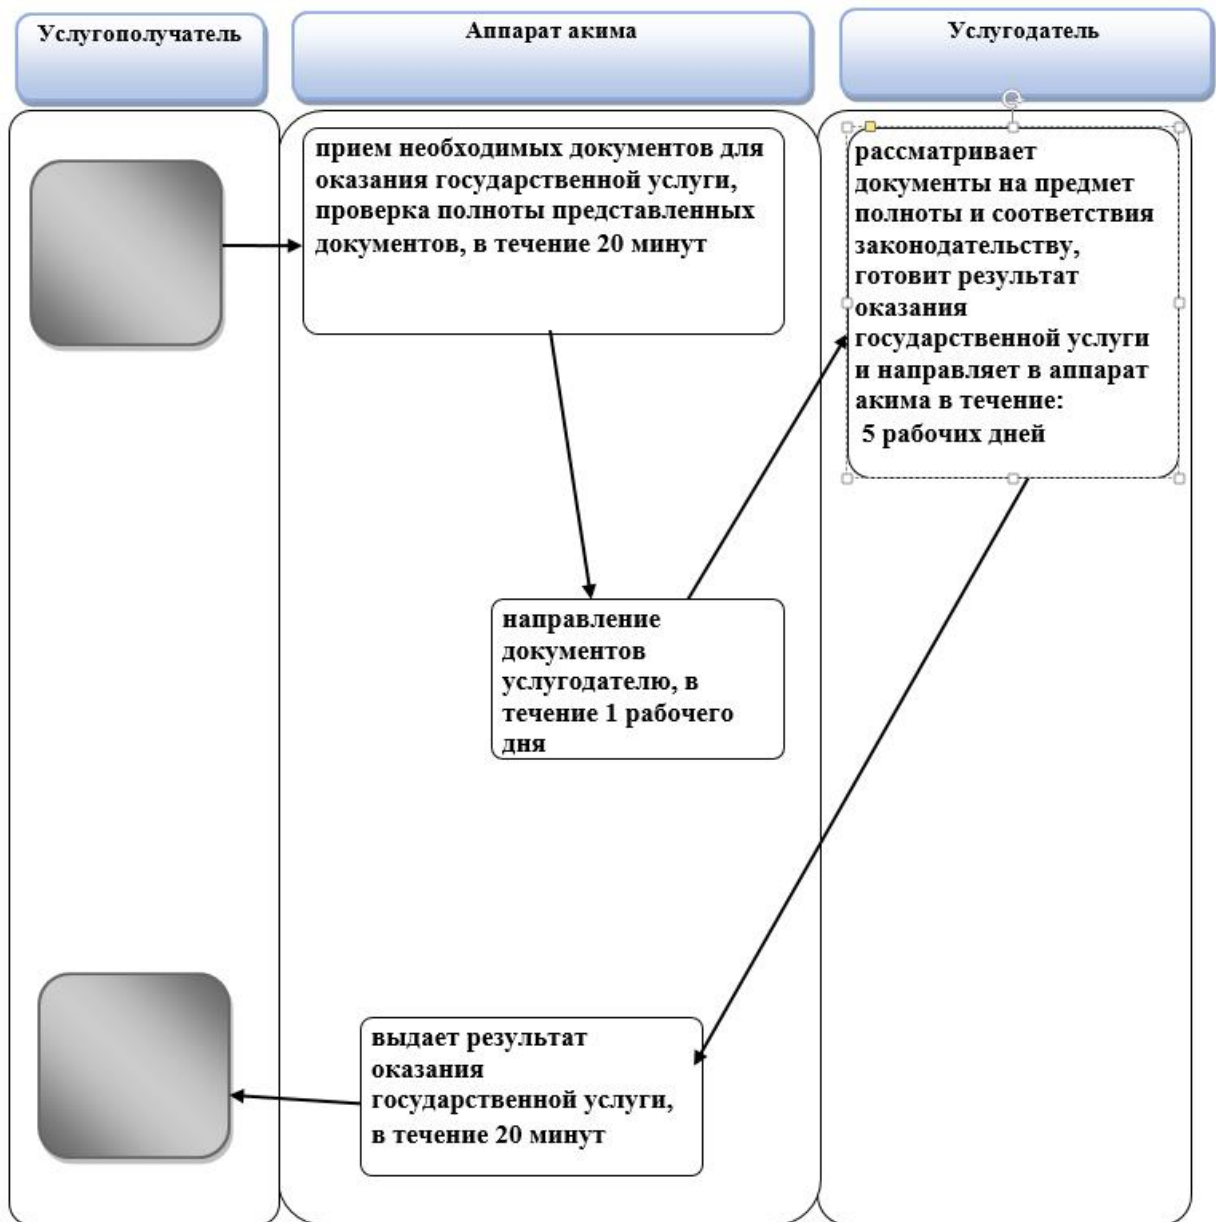 Услугополучатель
Аппарат акима
Услугодатель
прием необходимых документов для
оказания государственной услуги,
проверка полноты представленных
документов, в течение 20 минут
рассматривает
документы на предмет
полноты и соответствия
законодательству,
готовит результат
оказания
государственной услуги
и направляет в аппарат
акима в течение:
5 рабочих дней
направление
документов
услугодателю, в
течение 1 рабочего
дня
выдает результат
оказания
государственной услуги,
в течение 20 минут